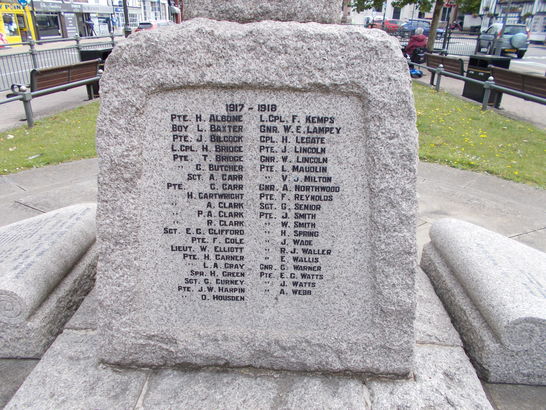 1917 - 1918
PTE. H. ALBONE
BOY L. BAXTER
PTE. J. BILCOCK
L.CPL. H. BRIDGE
PTE. T. BRIDGE
" G. BUTCHER
SGT. A. CARR
PTE. C. CARR
" H. CARTWRIGHT
" A. CLARK
" P.A. CLARK
" R. CLARK
SGT. E.G. CLIFFORD
PTE. F. COLE
LIEUT. W. ELLIOTT
PTE. H. GARNER
" L.A. GRAY
SPR. H. GREEN
SGT. G. GURNEY
PTE. J.W. HARPIN
" D. HOUSDEN
L.CPL. F. KEMPS
GNR. W.E. LAMPEY
CPL. H. LEGATE
PTE. J. LINCOLN
GNR. W. LINCOLN
PTE. L. MAUDLIN
" V.J. MILTON
GNR. A. NORTHWOOD
PTE. F. REYNOLDS
SGT. G. SENIOR
PTE. J. SMITH
" W. SMITH
" H. SPRING
" J. WADE
" R.J. WALLER
" E. WALLIS
GNR. G. WARNER
PTE. E.G. WATTS
" J. WATTS
" A. WEBB